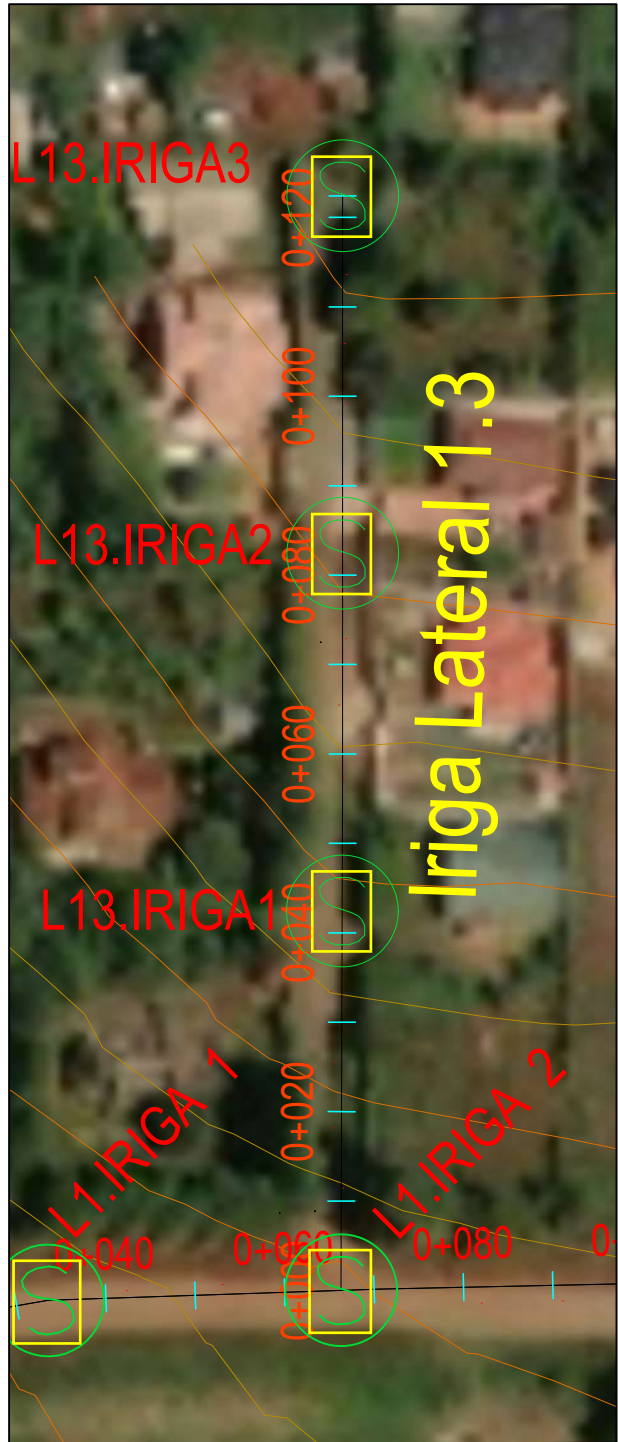 L13.IRIGA3
S
0+120
0+100
Iriga Lateral 1.3
L13.IRIGA2
S
0+080
0+060
L13.IRIGA1
S
0+040
0+020
L1.IRIGA 1
L1.IRIGA 2
0+040
0+060
0+080
S
S